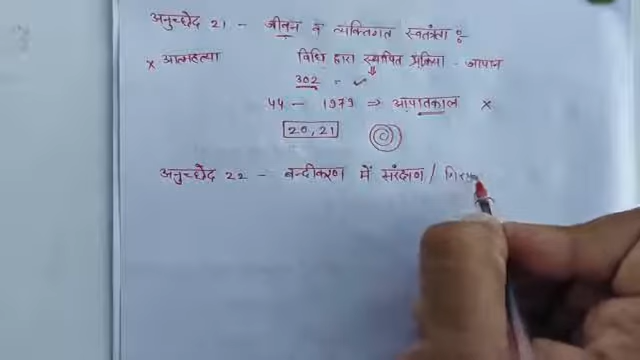 अनुच्छेद 21 - जीवन व व्यक्तिगत स्वतंत्रता :
x आत्महत्या विधि द्वारा स्थापित प्रक्रिया - जापान
302 = ✓
44 - 1979 ⇒ आपातकाल x
20, 21
अनुच्छेद 22 - बन्दीकरण में संरक्षण /